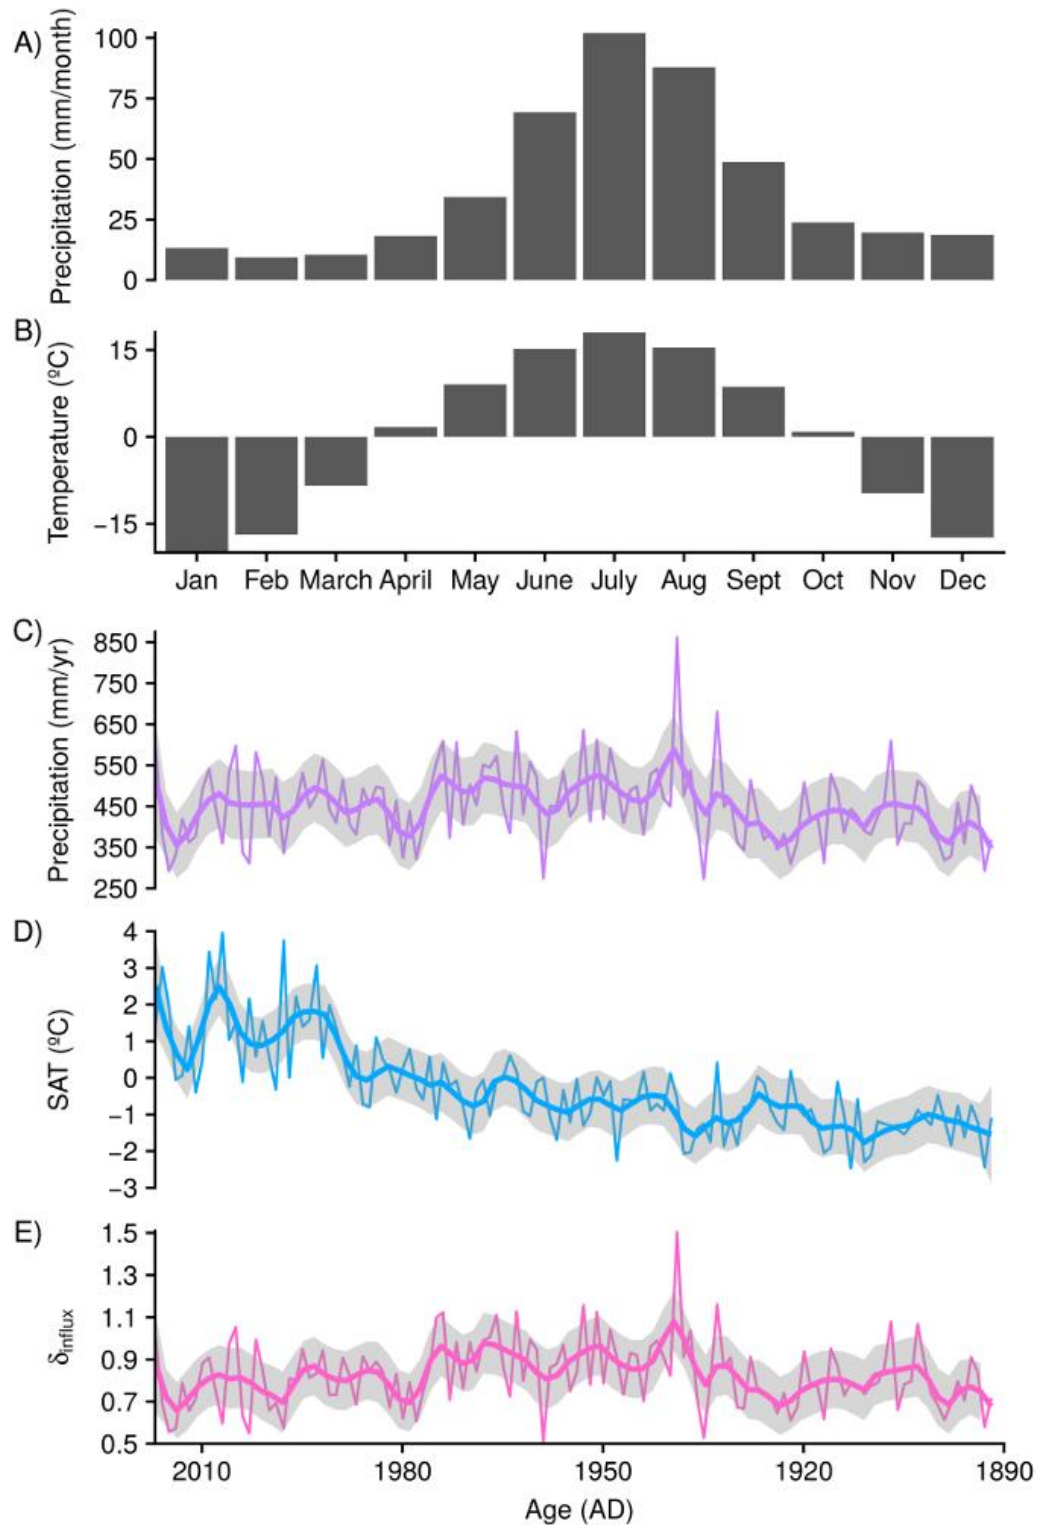 A)
Precipitation (mm/month)
100
75
50
25
0
B)
Temperature (ºC)
15
0
−15
Jan Feb March April May June July Aug Sept Oct Nov Dec
C)
Precipitation (mm/yr)
850
750
650
550
450
350
250
D)
SAT (ºC)
4
3
2
1
0
−1
−2
−3
E)
δinflux
1.5
1.3
1.1
0.9
0.7
0.5
2010 1980 1950 1920 1890
Age (AD)